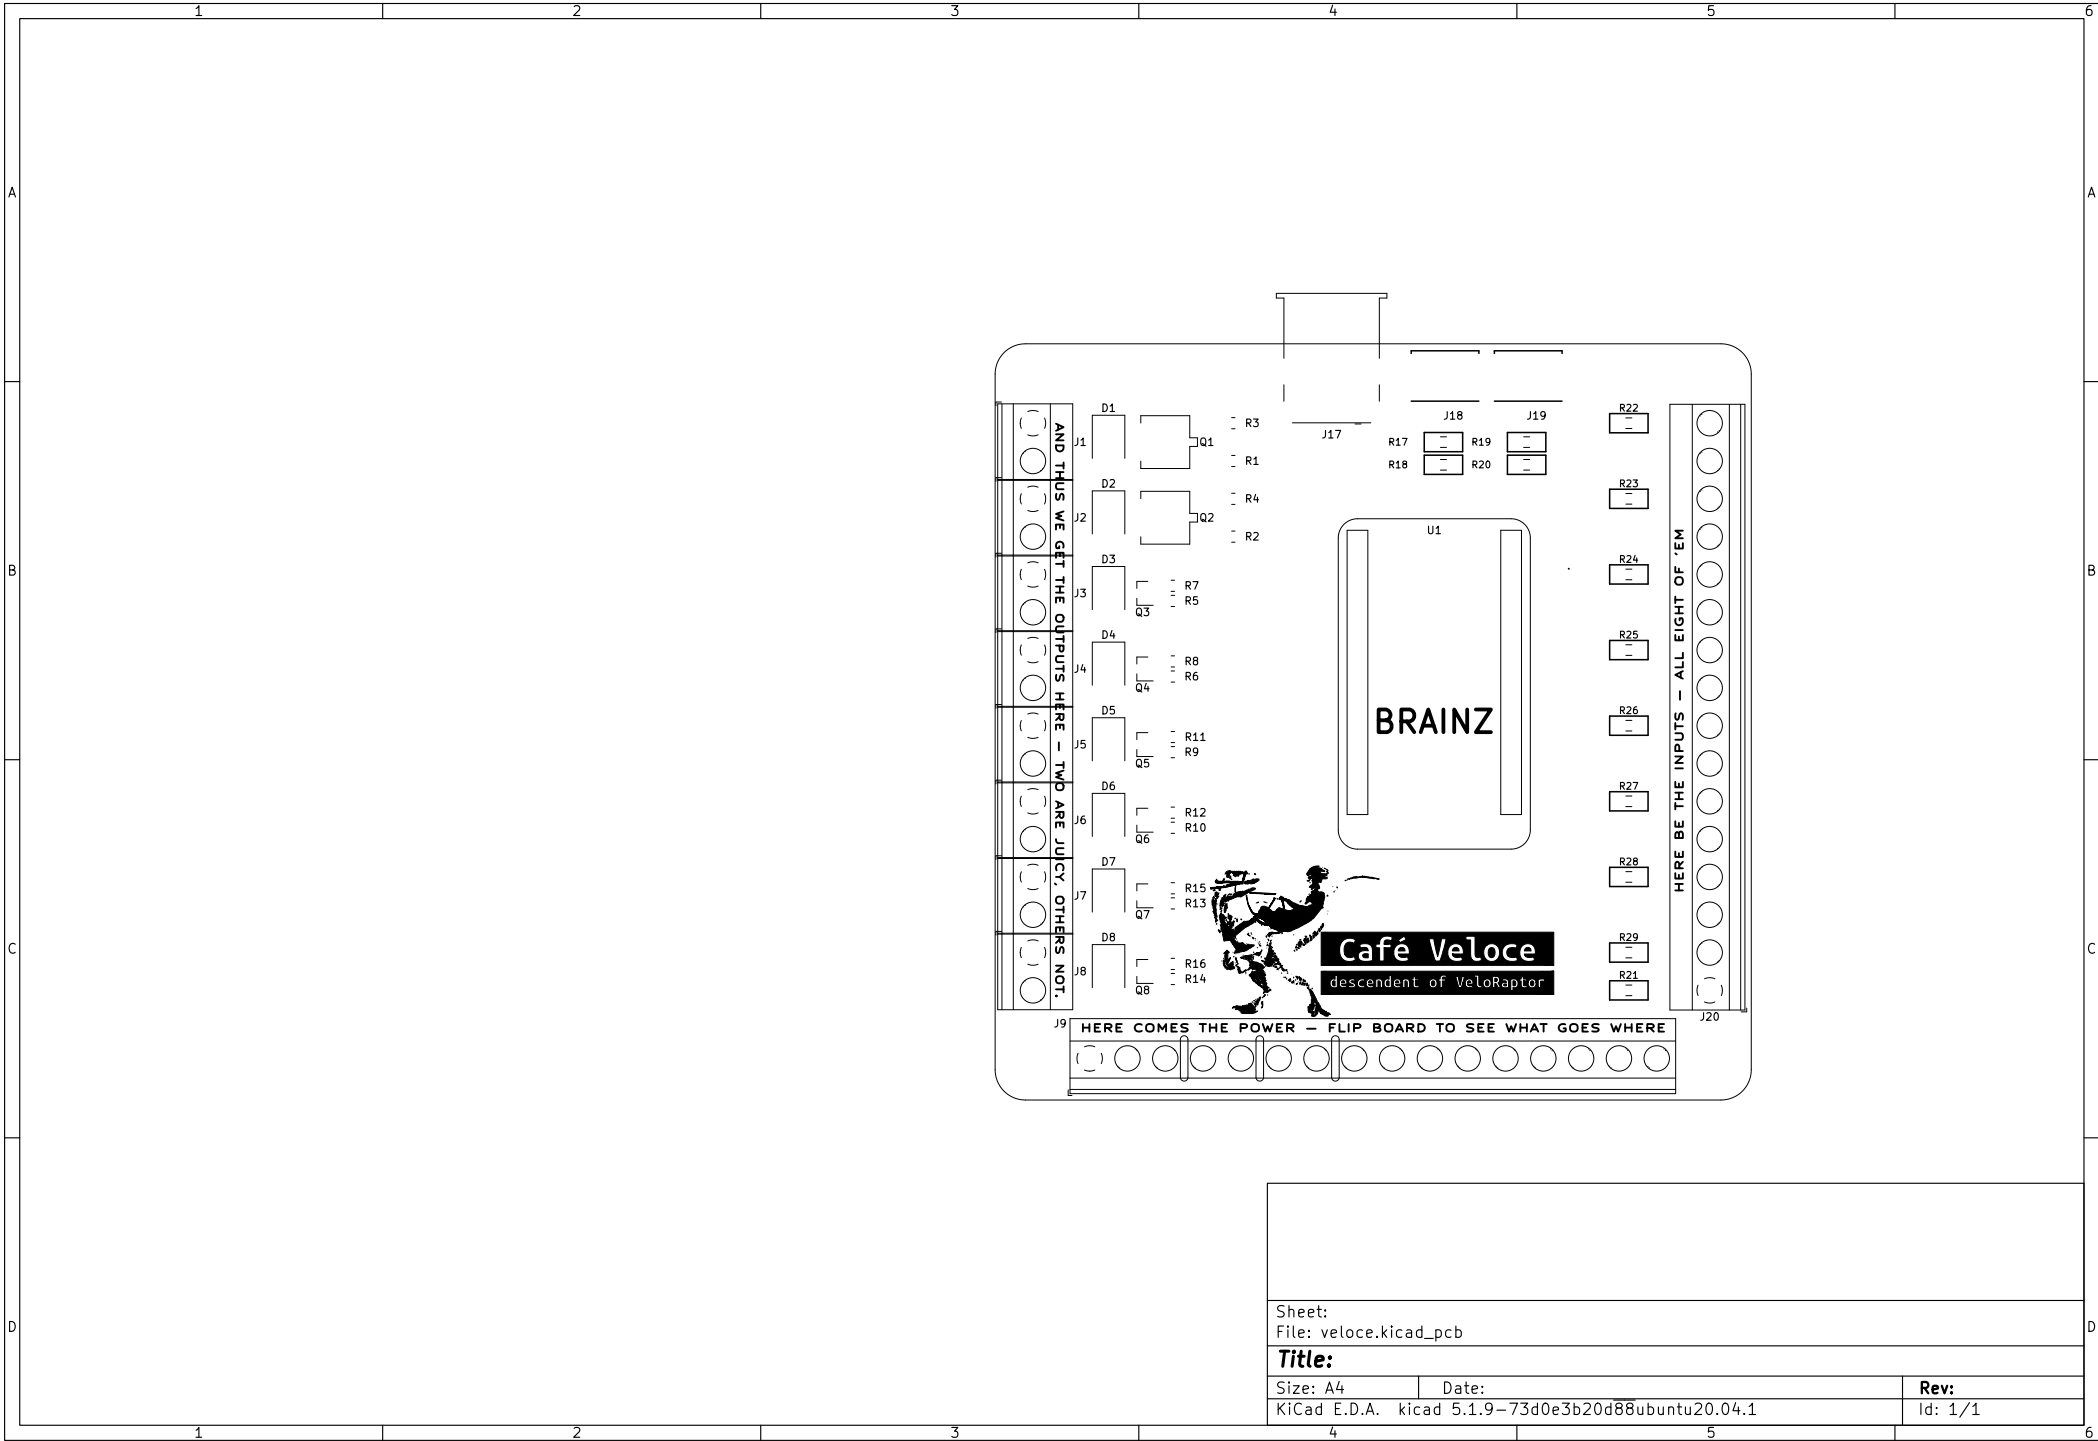 1 2 3 4 5 6
A A
J18 J19
D1 R22
R3
J17
J1 Q1 R17 R19
R1 R18 R20
D2 R23
R4
J2 Q2
R2 U1
D3 R24
R7
J3 R5
Q3
B B
D4 R25
R8
J4 R6
Q4
D5 R26
R11
J5 R9
Q5
BRAINZ
D6 R27
R12
J6 R10
Q6
D7 R28
R15
J7 R13
Q7
D8 R29
R16
J8 R14
Q8
R21
C C
AND THUS WE GET THE OUTPUTS HERE – TWO ARE JUICY, OTHERS NOT.
HERE BE THE INPUTS – ALL EIGHT OF 'EM
Café Veloce
descendent of VeloRaptor
J9 J20
HERE COMES THE POWER – FLIP BOARD TO SEE WHAT GOES WHERE
D D
Sheet:
File: veloce.kicad_pcb
Title:
Size: A4 Date: Rev:
KiCad E.D.A. kicad 5.1.9-73d0e3b20d88ubuntu20.04.1 Id: 1/1
1 2 3 4 5 6